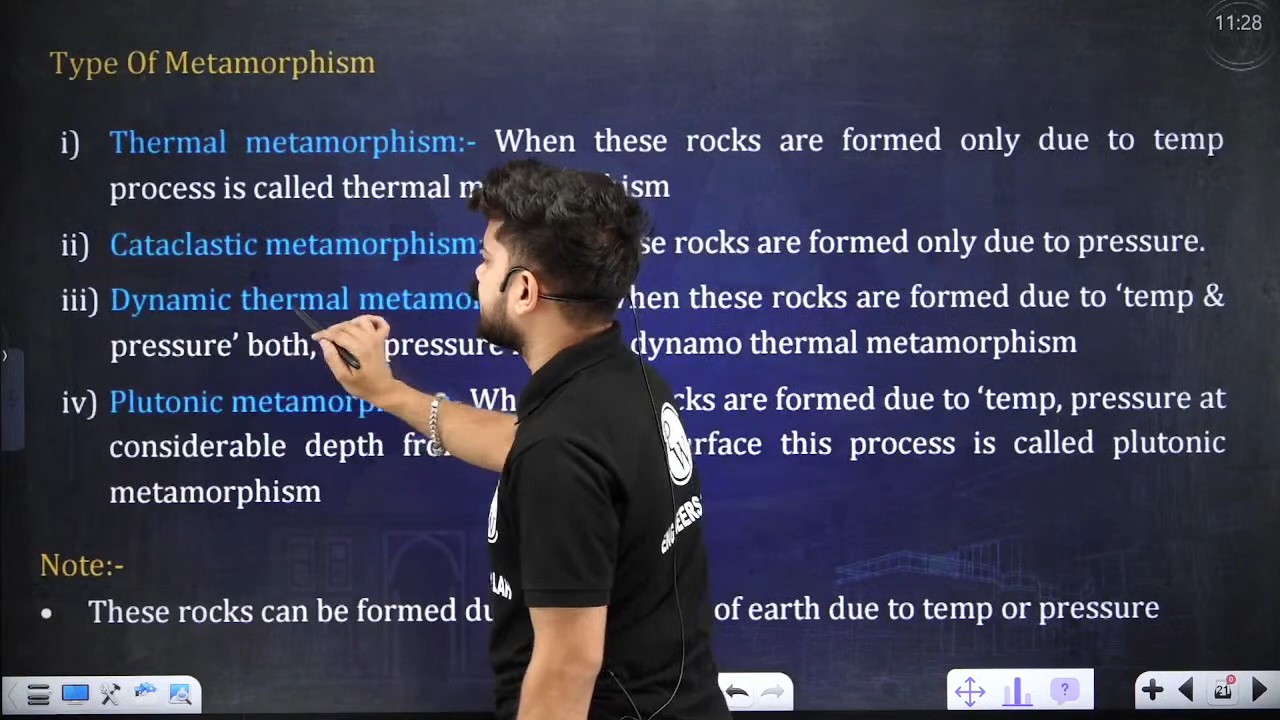 11:28
Type Of Metamorphism
i) Thermal metamorphism:- When these rocks are formed only due to temp
process is called thermal m ism
ii) Cataclastic metamorphism: se rocks are formed only due to pressure.
iii) Dynamic thermal metamo hen these rocks are formed due to ‘temp &
pressure’ both, pressure dynamo thermal metamorphism
iv) Plutonic metamorp Wh cks are formed due to ‘temp, pressure at
considerable depth fr rface this process is called plutonic
metamorphism
Note:-
• These rocks can be formed du of earth due to temp or pressure
21